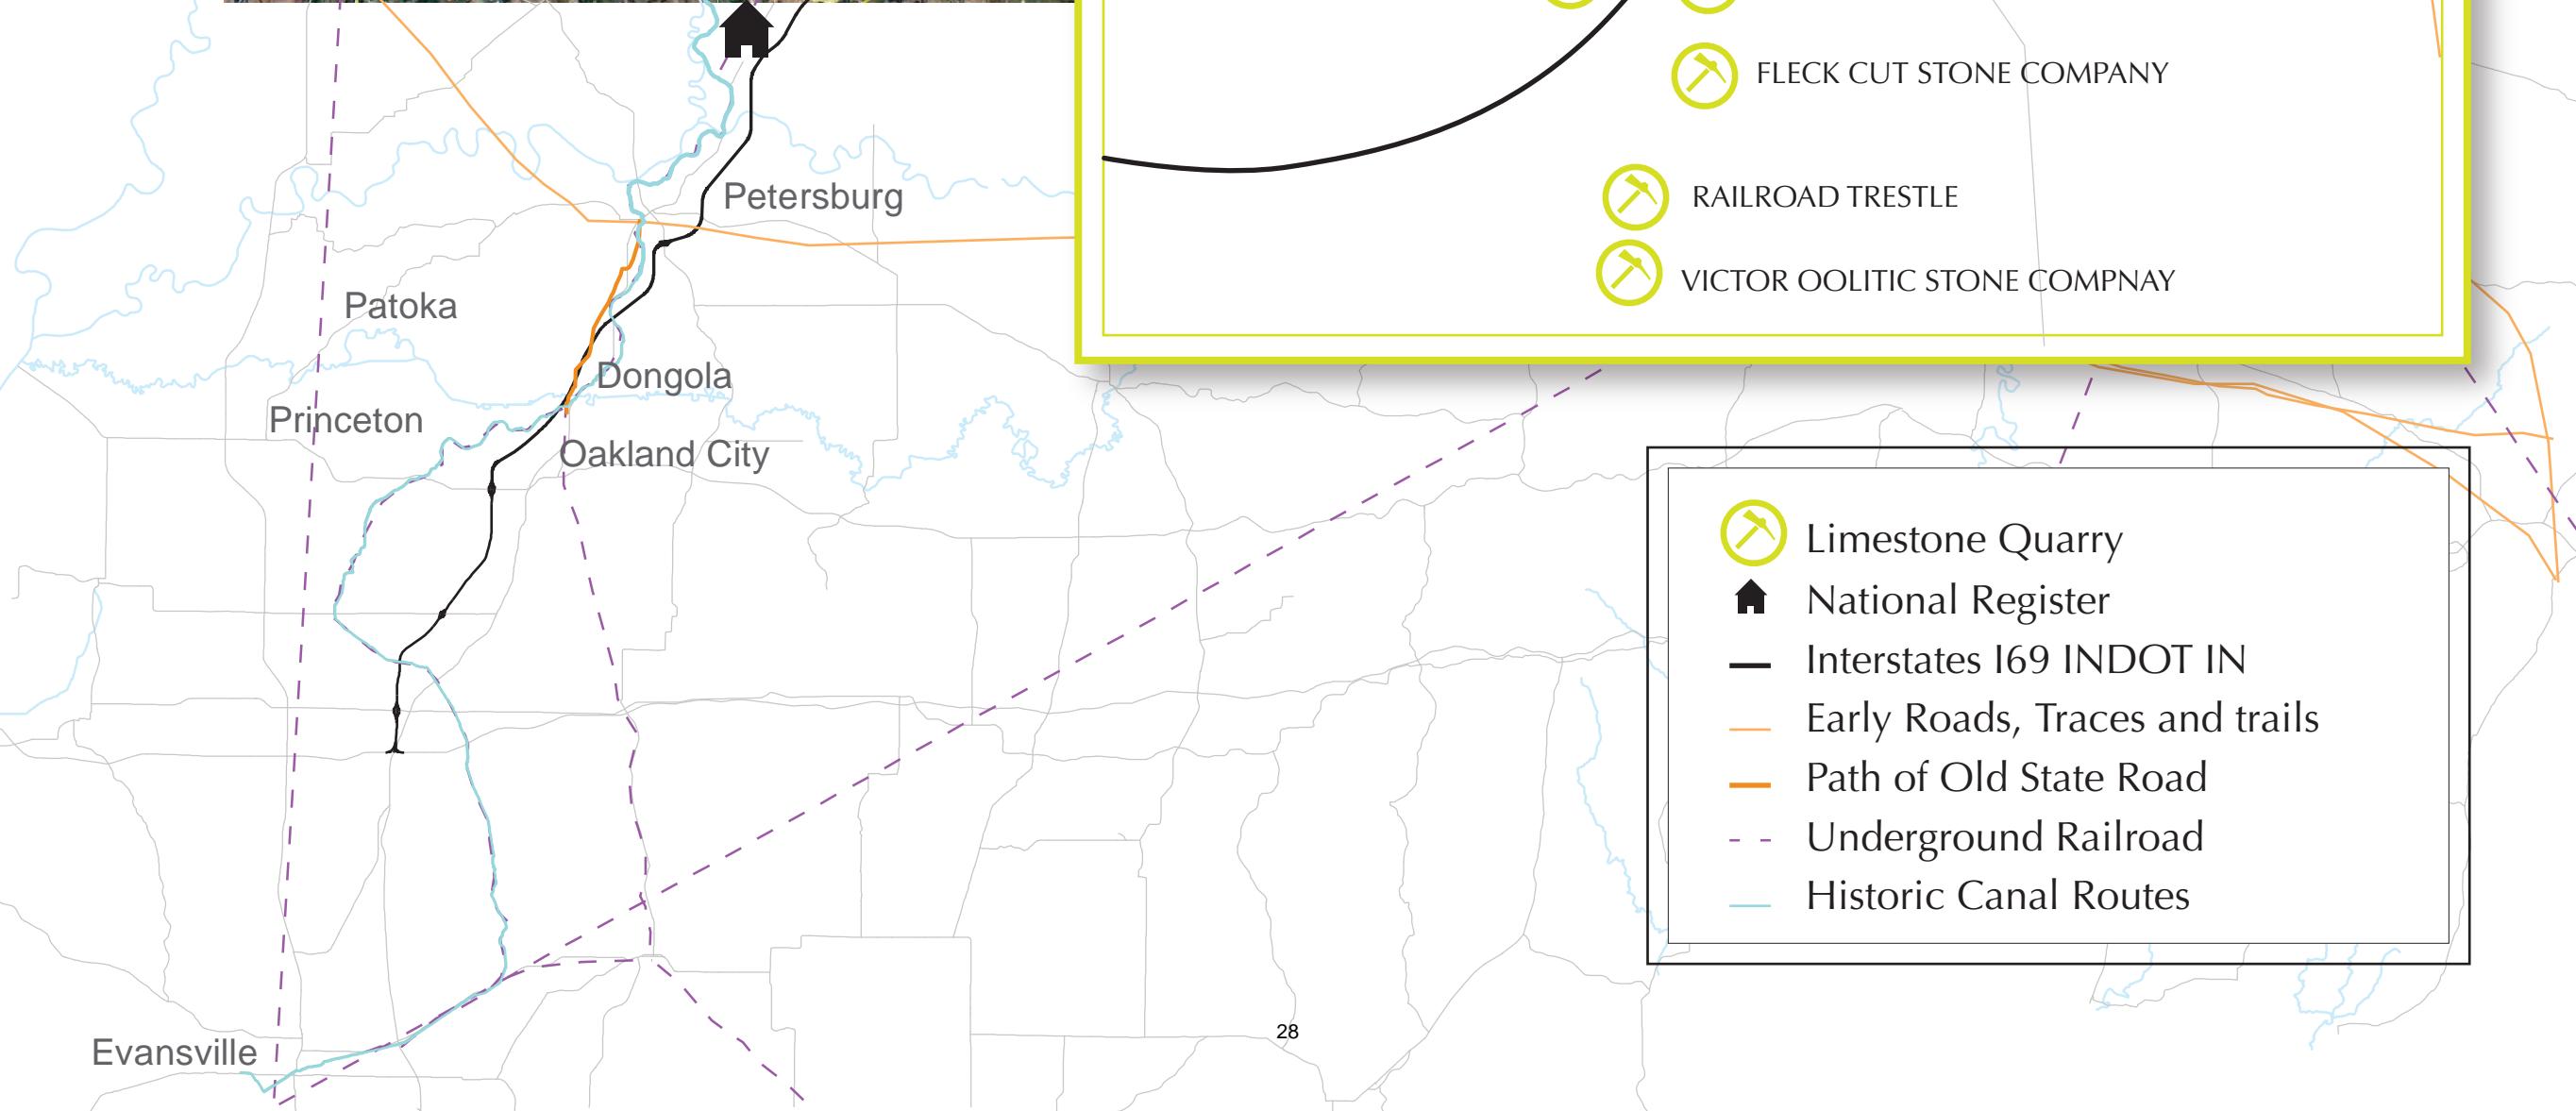 FLECK CUT STONE COMPANY
RAILROAD TRESTLE
VICTOR OOLITIC STONE COMPNAY
Petersburg
Patoka
Dongola
Princeton
Oakland City
Evansville
Limestone Quarry
National Register
Interstates I69 INDOT IN
Early Roads, Traces and trails
Path of Old State Road
Underground Railroad
Historic Canal Routes
28